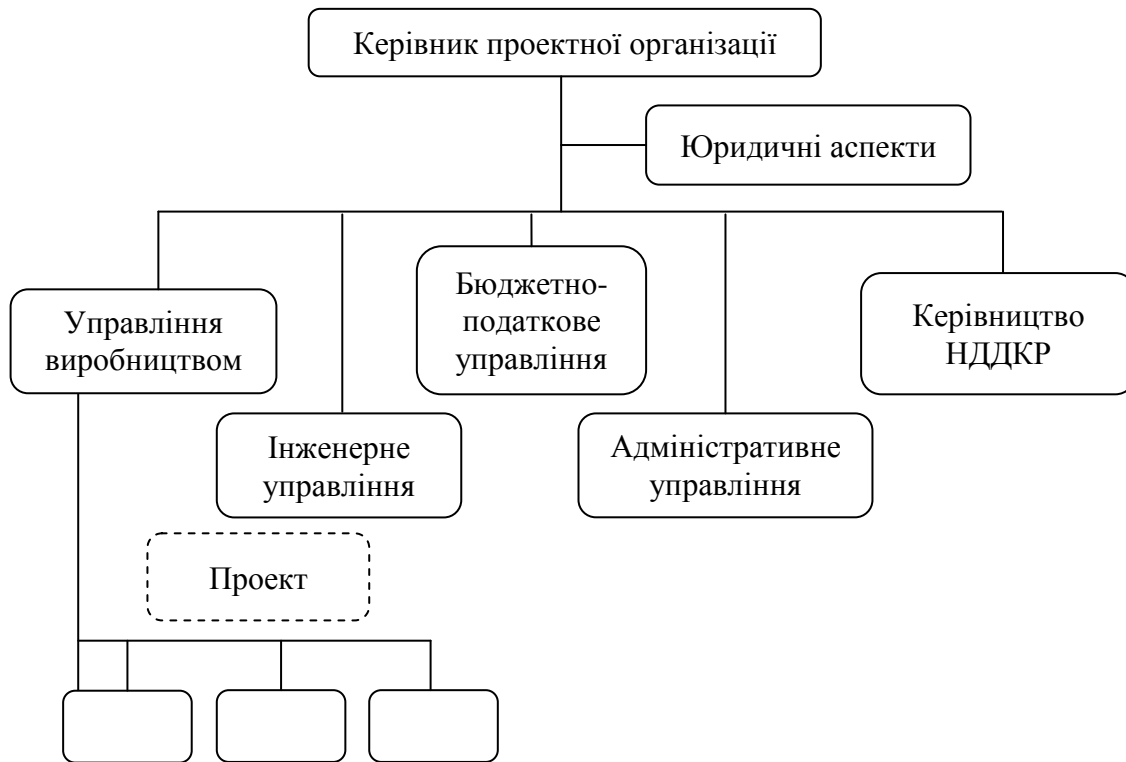 Керівник проектної організації
Юридичні аспекти
Управління
виробництвом
Бюджетно-
податкове
управління
Керівництво
НДДКР
Інженерне
управління
Адміністративне
управління
Проект